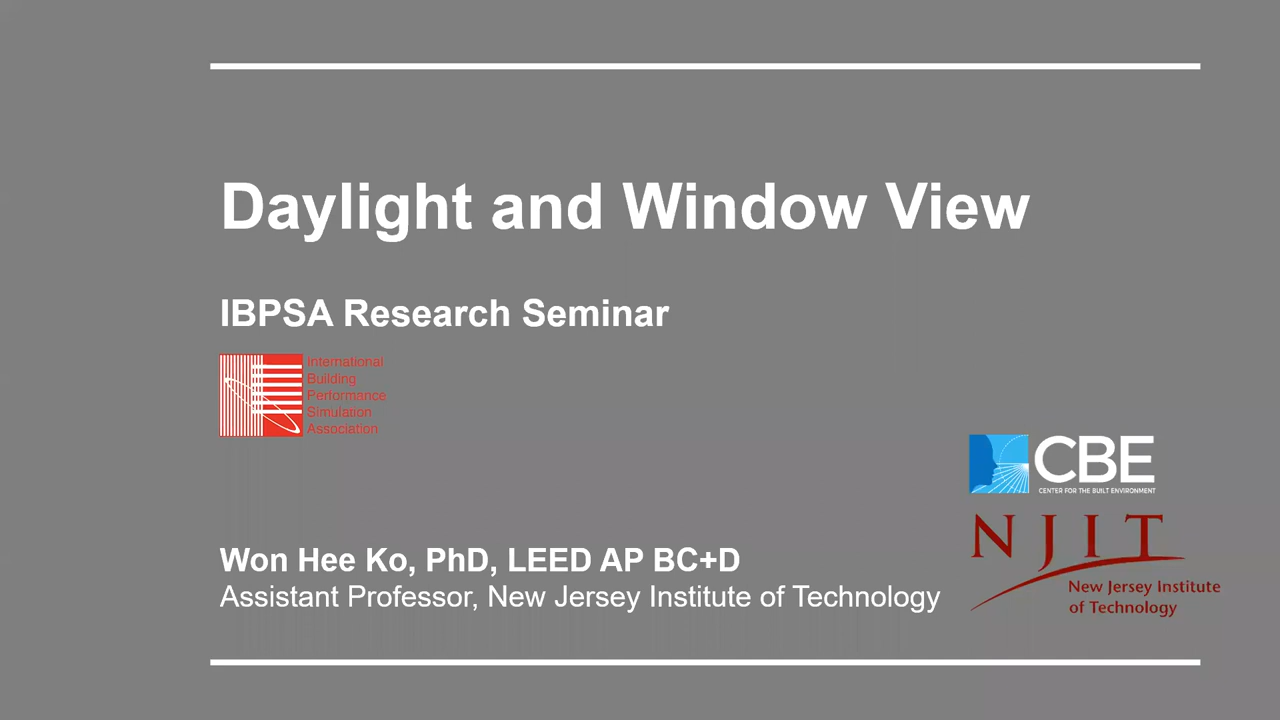 Daylight and Window View
IBPSA Research Seminar
International
Building
Performance
Simulation
Association
CBE
CENTER FOR THE BUILT ENVIRONMENT
NJIT
New Jersey Institute
of Technology
Won Hee Ko, PhD, LEED AP BC+D
Assistant Professor, New Jersey Institute of Technology